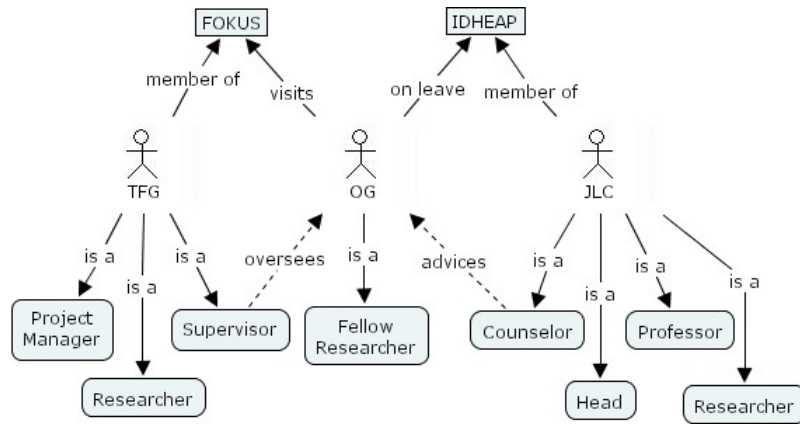 FOKUS
IDHEAP
member of
visits
on leave
member of
TFG
OG
JLC
is a
is a
is a
oversees
is a
advices
is a
is a
is a
is a
Project
Manager
Supervisor
Fellow
Researcher
Counselor
Professor
Researcher
Head
Researcher